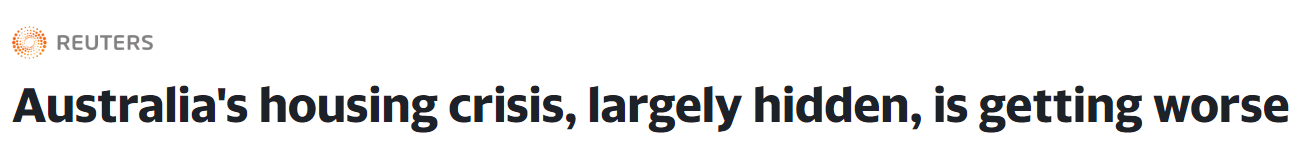 REUTERS
Australia's housing crisis, largely hidden, is getting worse